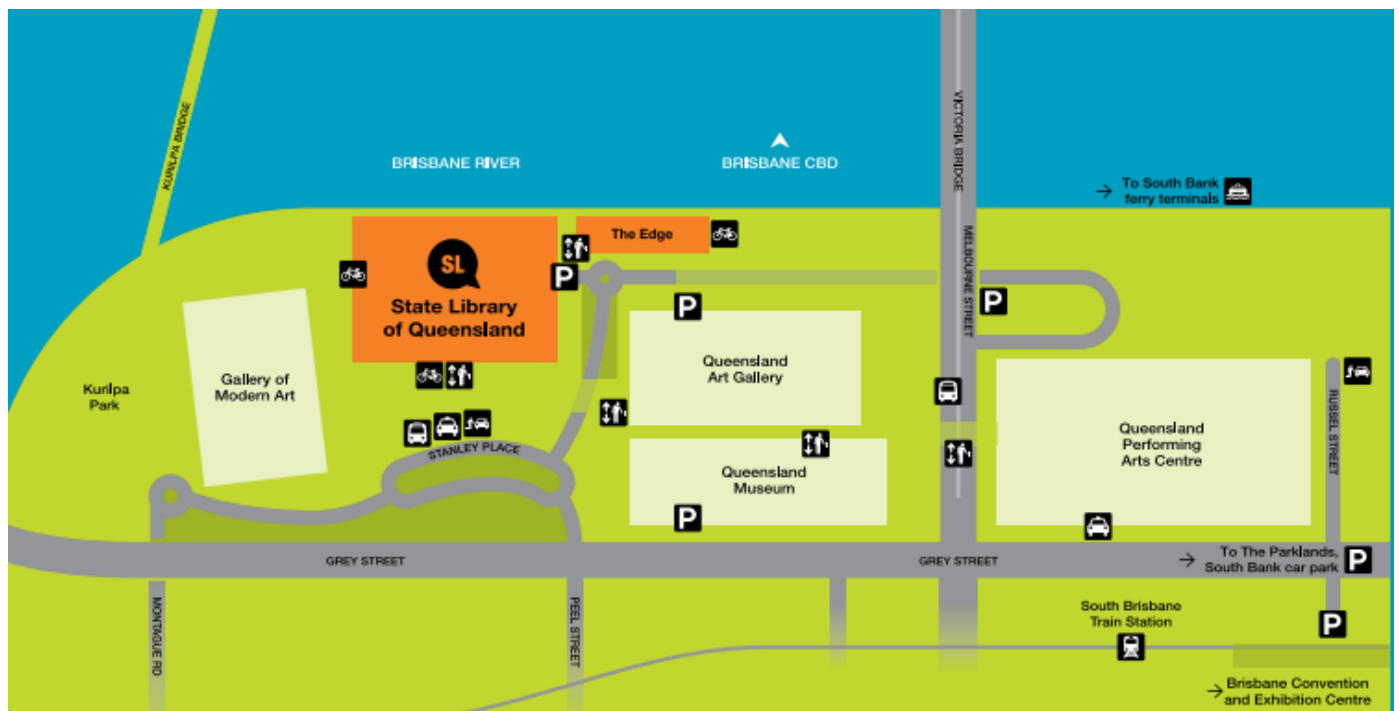 KURILPA BRIDGE
BRISBANE RIVER
BRISBANE CBD
VICTORIA BRIDGE
To South Bank
ferry terminals
The Edge
SL
State Library
of Queensland
P
P
P
MELBOURNE STREET
Kurilpa
Park
Gallery of
Modern Art
Queensland
Art Gallery
Queensland
Performing
Arts Centre
RUSSEL STREET
STANLEY PLACE
Queensland
Museum
P
GREY STREET
GREY STREET
To The Parklands,
South Bank car park
P
MONTAGUE RD
PEEL STREET
South Brisbane
Train Station
P
Brisbane Convention
and Exhibition Centre